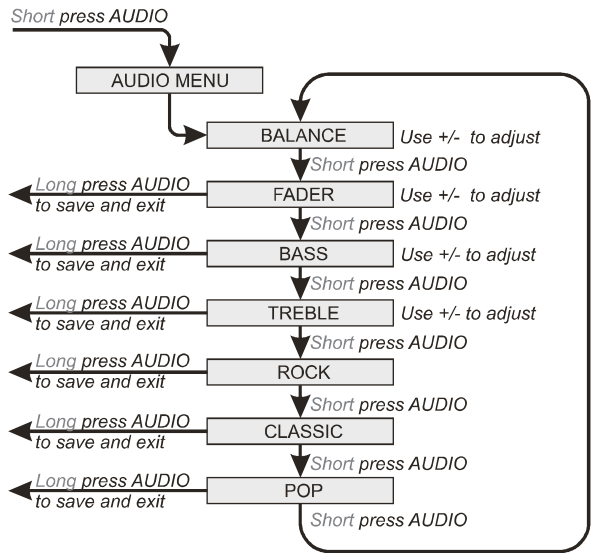 Short press AUDIO
AUDIO MENU
BALANCE
Use +/- to adjust
Short press AUDIO
Long press AUDIO
to save and exit
FADER
Use +/- to adjust
Short press AUDIO
Long press AUDIO
to save and exit
BASS
Use +/- to adjust
Short press AUDIO
Long press AUDIO
to save and exit
TREBLE
Use +/- to adjust
Short press AUDIO
Long press AUDIO
to save and exit
ROCK
Short press AUDIO
Long press AUDIO
to save and exit
CLASSIC
Short press AUDIO
Long press AUDIO
to save and exit
POP
Short press AUDIO